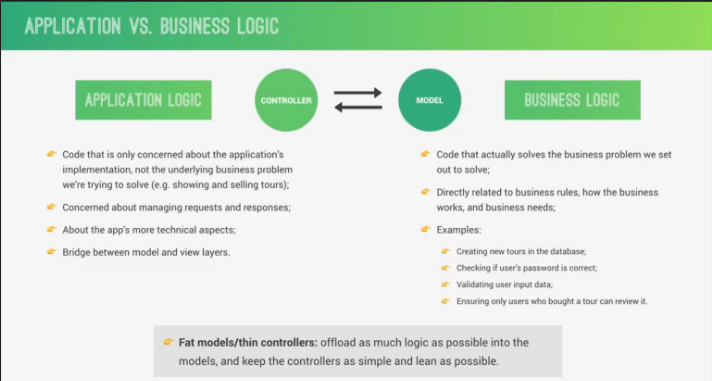 APPLICATION VS. BUSINESS LOGIC
APPLICATION LOGIC
CONTROLLER
MODEL
BUSINESS LOGIC
Code that is only concerned about the application's
implementation, not the underlying business problem
we're trying to solve (e.g. showing and selling tours);
Concerned about managing requests and responses;
About the app's more technical aspects;
Bridge between model and view layers.
Code that actually solves the business problem we set
out to solve;
Directly related to business rules, how the business
works, and business needs;
Examples:
Creating new tours in the database;
Checking if user's password is correct;
Validating user input data;
Ensuring only users who bought a tour can review it.
Fat models/thin controllers: offload as much logic as possible into the
models, and keep the controllers as simple and lean as possible.